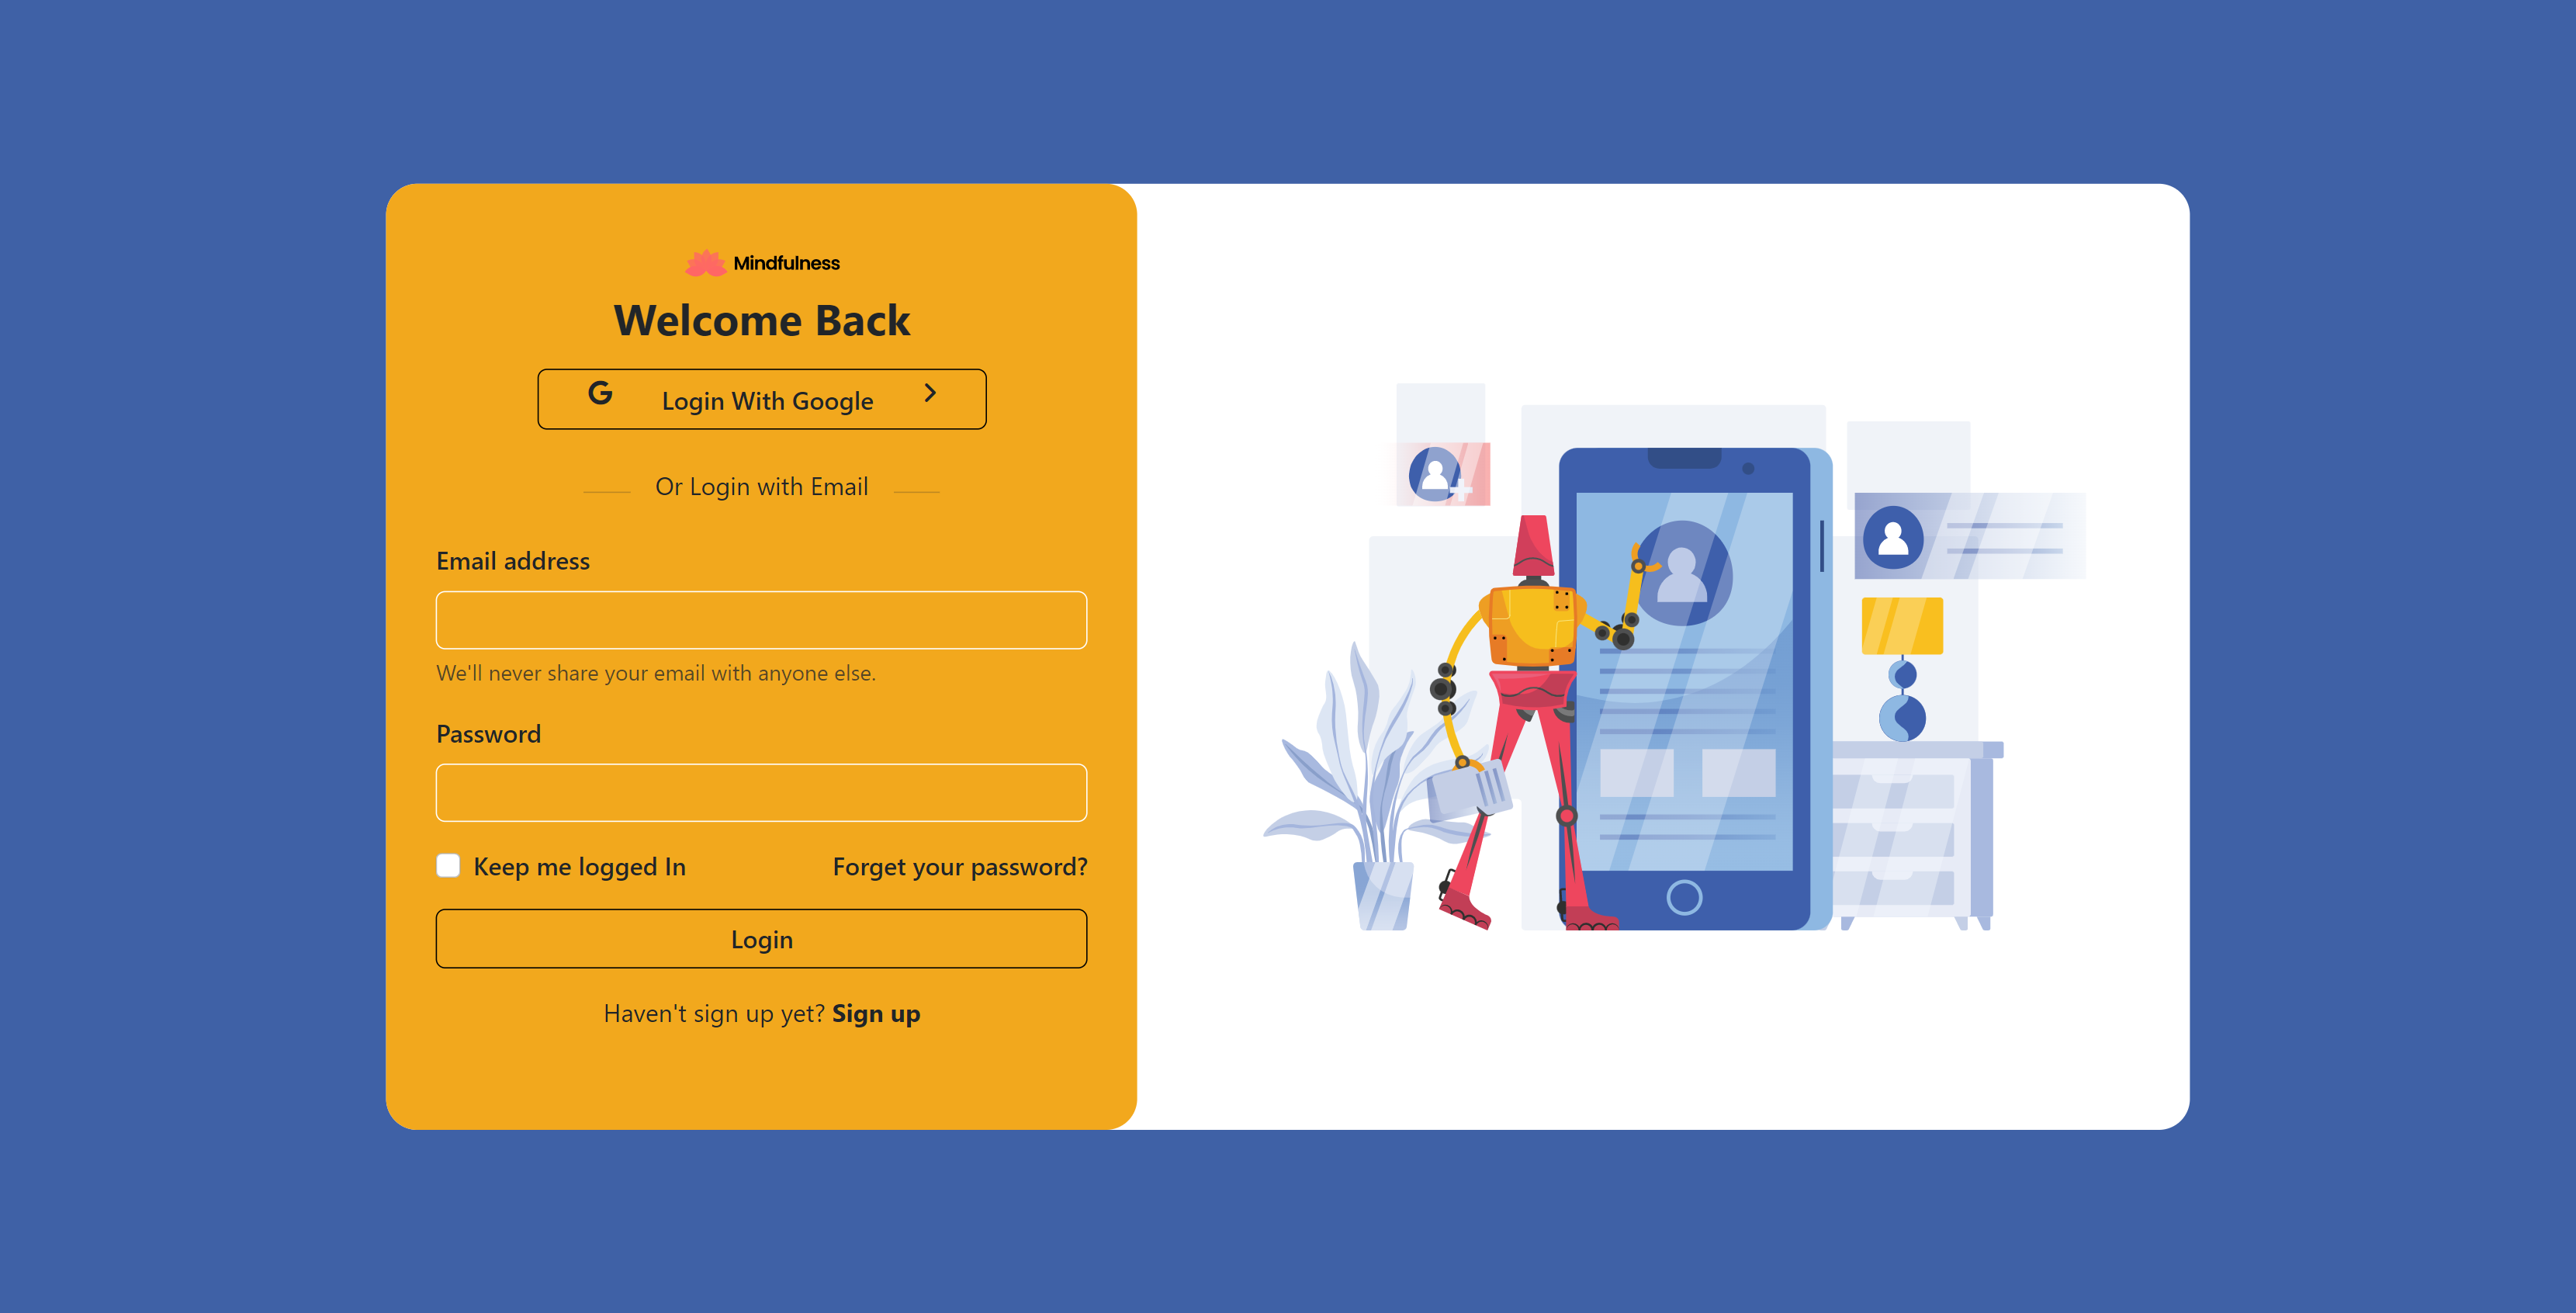 Mindfulness
Welcome Back
Login With Google
Or Login with Email
Email address
We'll never share your email with anyone else.
Password
Keep me logged In
Forget your password?
Login
Haven't sign up yet? Sign up